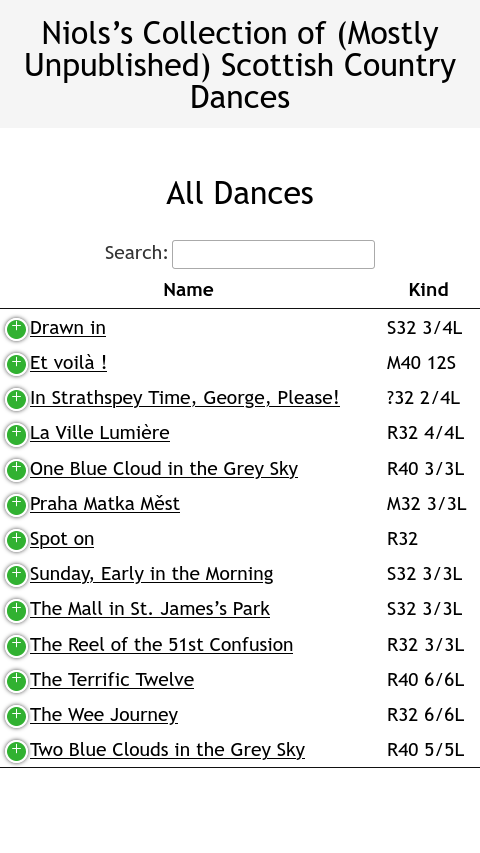 Niols’s Collection of (Mostly
Unpublished) Scottish Country
Dances
All Dances
Search:
Name Kind
Drawn in S32 3/4L
Et voilà ! M40 12S
In Strathspey Time, George, Please! ?32 2/4L
La Ville Lumière R32 4/4L
One Blue Cloud in the Grey Sky R40 3/3L
Praha Matka Měst M32 3/3L
Spot on R32
Sunday, Early in the Morning S32 3/3L
The Mall in St. James’s Park S32 3/3L
The Reel of the 51st Confusion R32 3/3L
The Terrific Twelve R40 6/6L
The Wee Journey R32 6/6L
Two Blue Clouds in the Grey Sky R40 5/5L